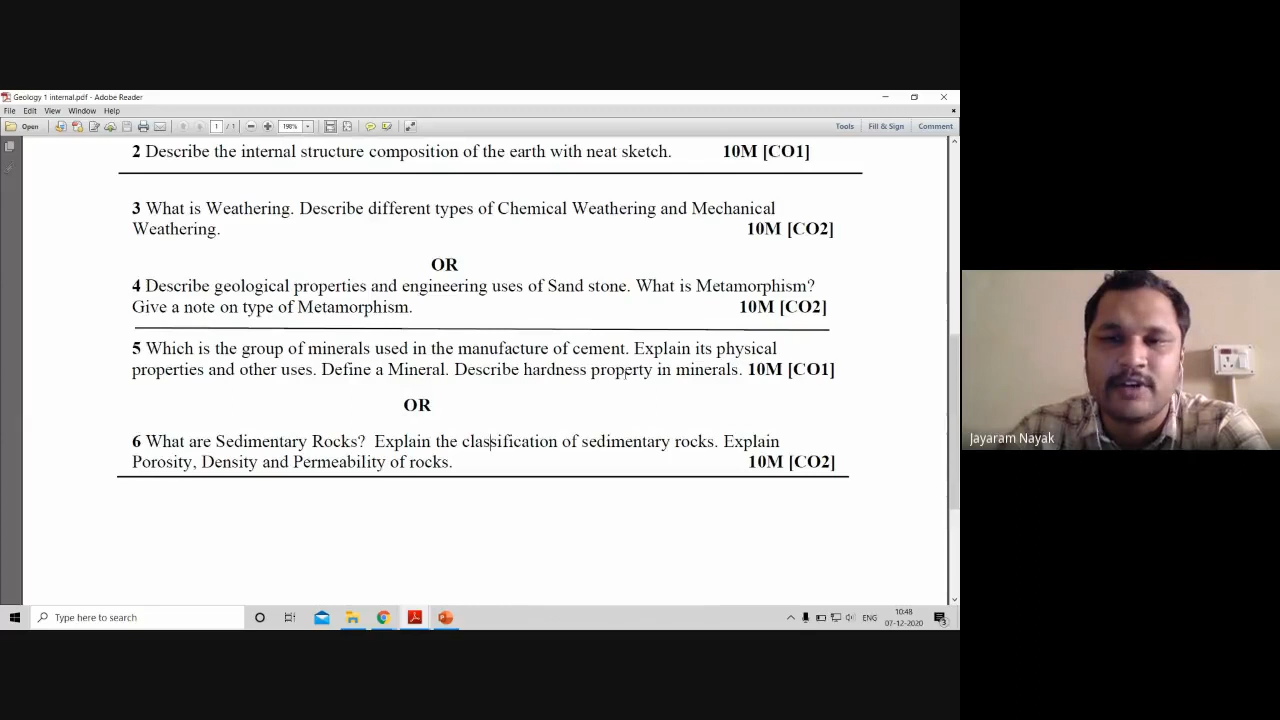 Geology 1 internal.pdf - Adobe Reader
File Edit View Window Help
Open 1 / 1 198% Tools Fill & Sign Comment
2 Describe the internal structure composition of the earth with neat sketch. 10M [CO1]
3 What is Weathering. Describe different types of Chemical Weathering and Mechanical
Weathering. 10M [CO2]
OR
4 Describe geological properties and engineering uses of Sand stone. What is Metamorphism?
Give a note on type of Metamorphism. 10M [CO2]
5 Which is the group of minerals used in the manufacture of cement. Explain its physical
properties and other uses. Define a Mineral. Describe hardness property in minerals. 10M [CO1]
OR
6 What are Sedimentary Rocks? Explain the classification of sedimentary rocks. Explain
Porosity, Density and Permeability of rocks. 10M [CO2]
Jayaram Nayak
Type here to search
ENG
10:48
07-12-2020
3